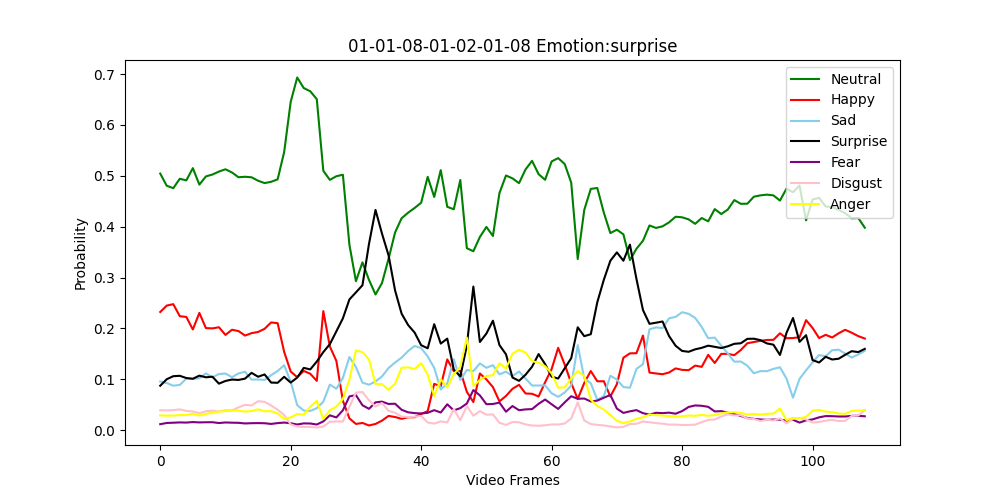 01-01-08-01-02-01-08 Emotion:surprise
Neutral
Happy
Sad
Surprise
Fear
Disgust
Anger
Probability
0.7
0.6
0.5
0.4
0.3
0.2
0.1
0.0
0 20 40 60 80 100
Video Frames